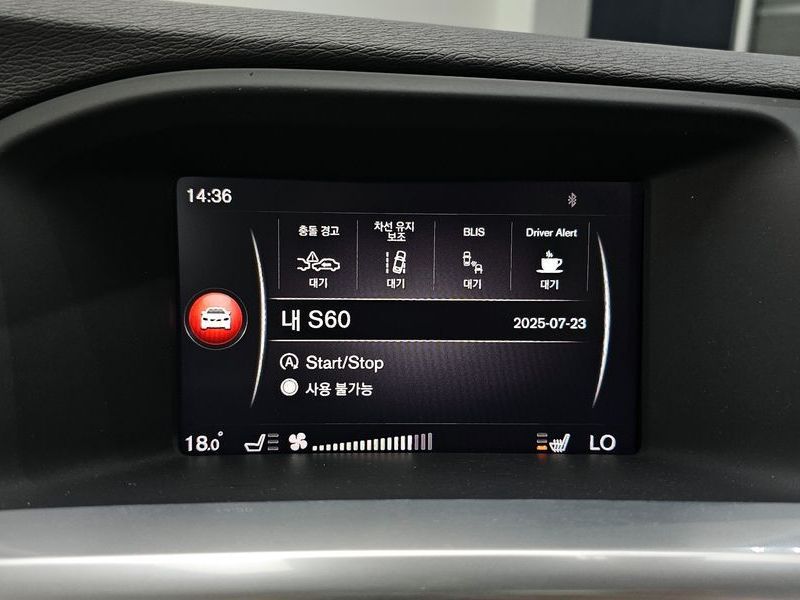 14:36
충돌 경고
차선 유지
보조
BLIS
Driver Alert
대기
대기
대기
대기
내 S60
2025-07-23
A Start/Stop
사용 불가능
18.0°
LO